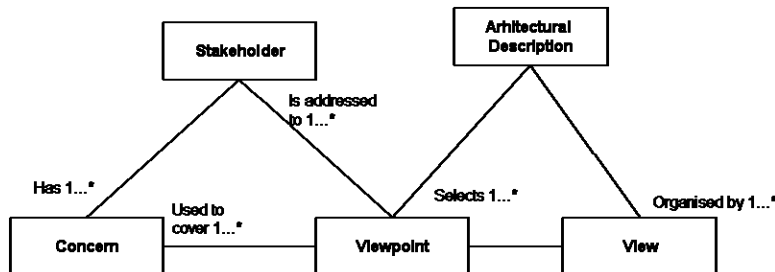 Stakeholder
Arhitectural
Description
Is addressed
to 1...*
Has 1...*
Used to
cover 1...*
Selects 1...*
Organised by 1...*
Concern
Viewpoint
View